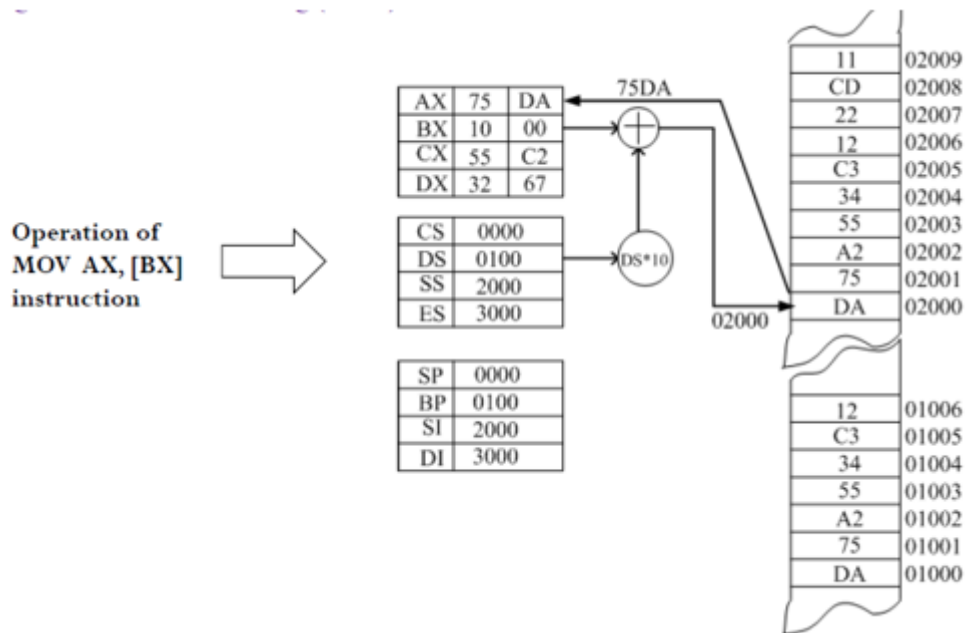 Operation of
MOV AX, [BX]
instruction
AX 75 DA
BX 10 00
CX 55 C2
DX 32 67
CS 0000
DS 0100
SS 2000
ES 3000
SP 0000
BP 0100
SI 2000
DI 3000
75DA
DS*10
02000
11 02009
CD 02008
22 02007
12 02006
C3 02005
34 02004
55 02003
A2 02002
75 02001
DA 02000
12 01006
C3 01005
34 01004
55 01003
A2 01002
75 01001
DA 01000